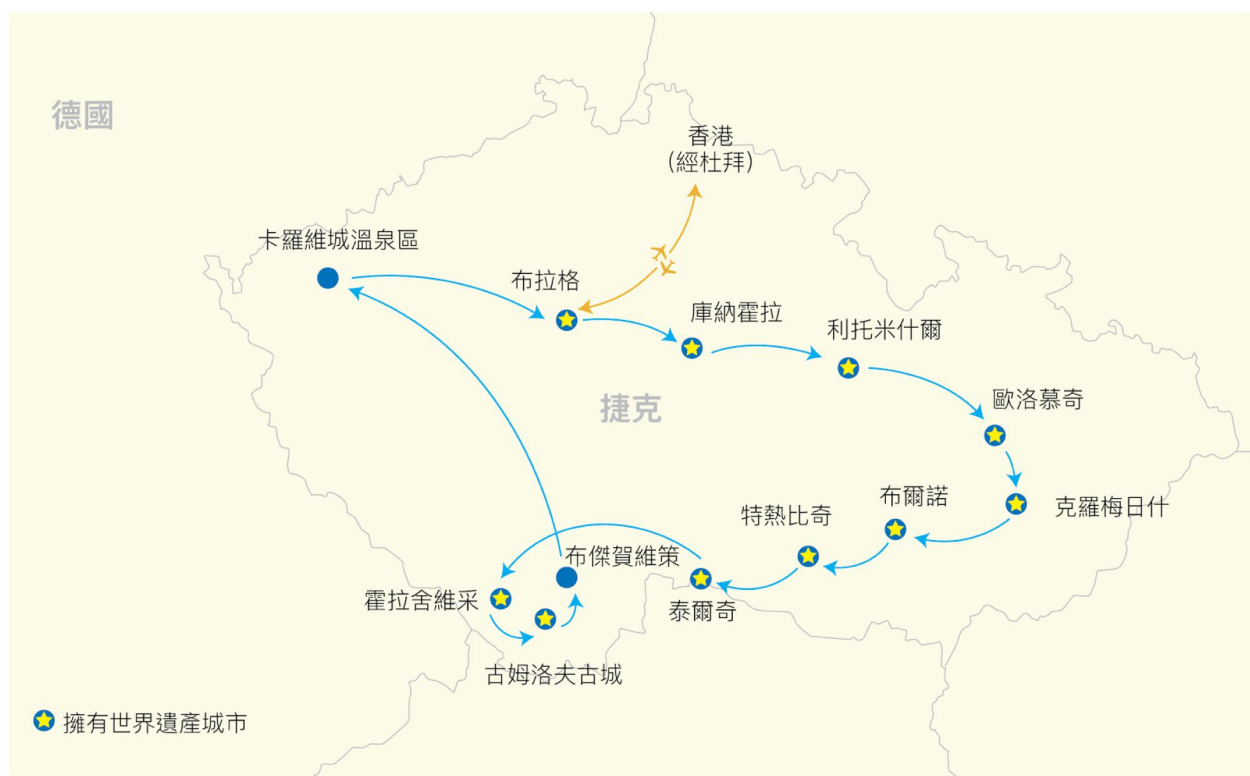 德國
香港
(經杜拜)
卡羅維城溫泉區
布拉格
庫納霍拉
利托米什爾
捷克
歐洛慕奇
克羅梅日什
布爾諾
特熱比奇
布傑賀維策
霍拉舍維采
泰爾奇
古姆洛夫古城
擁有世界遺產城市